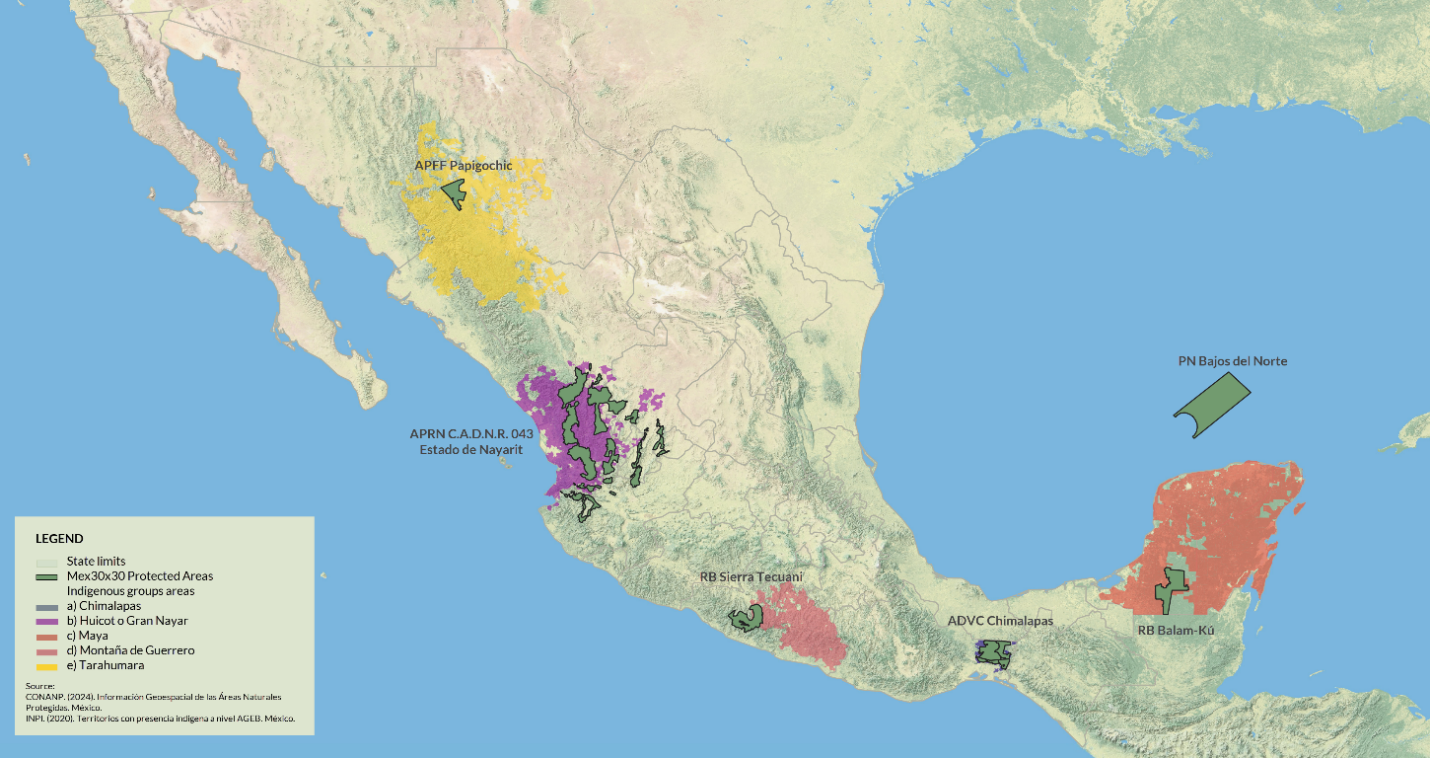 APFF Papigochic
PN Bajos del Norte
APRN C.A.D.N.R. 043
Estado de Nayarit
RB Sierra Tecuani
ADVC Chimalapas
RB Balam-Kú
LEGEND
State limits
Mex30x30 Protected Areas
Indigenous groups areas
a) Chimalapas
b) Huicot o Gran Nayar
c) Maya
d) Montaña de Guerrero
e) Tarahumara
Source:
CONANP. (2024). Información Geoespacial de las Áreas Naturales
Protegidas. México.
INPI. (2020). Territorios con presencia indígena a nivel AGEB. México.